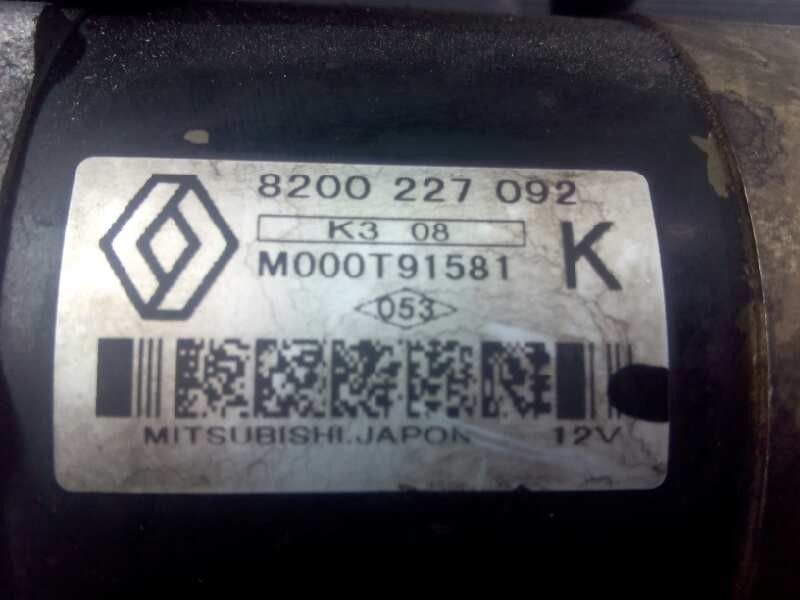 8200 227 092
K3 08
K
M000T91581
053
MITSUBISHI.JAPON 12V